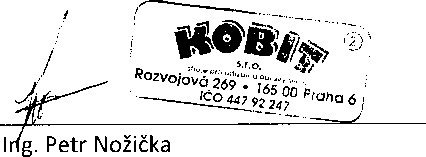 KOBIT
2
s.r.o.
Razvojová 269 • 165 00 Praha 6
IČO 447 92 247
Ing. Petr Nožička